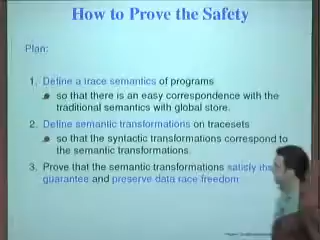 How to Prove the Safety
Plan:
1. Define a trace semantics of programs
so that there is an easy correspondence with the
traditional semantics with global store.
2. Define semantic transformations on tracesets
so that the syntactic transformations correspond to
the semantic transformations.
3. Prove that the semantic transformations satisfy
guarantee and preserve data race freedom